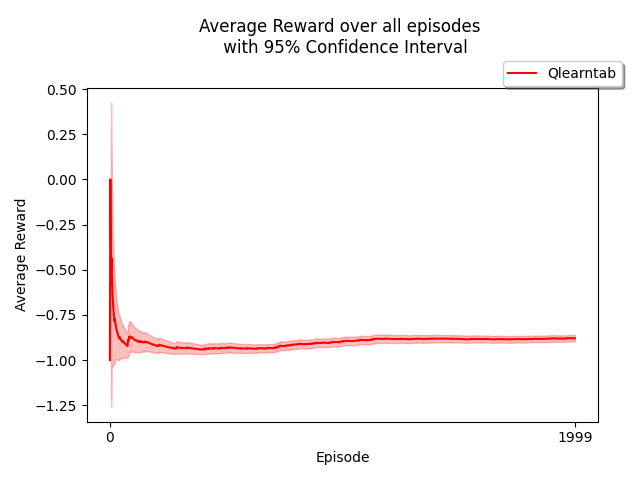 Average Reward over all episodes
with 95% Confidence Interval
Qlearntab
0.50
0.25
0.00
−0.25
−0.50
−0.75
−1.00
−1.25
Average Reward
0
1999
Episode